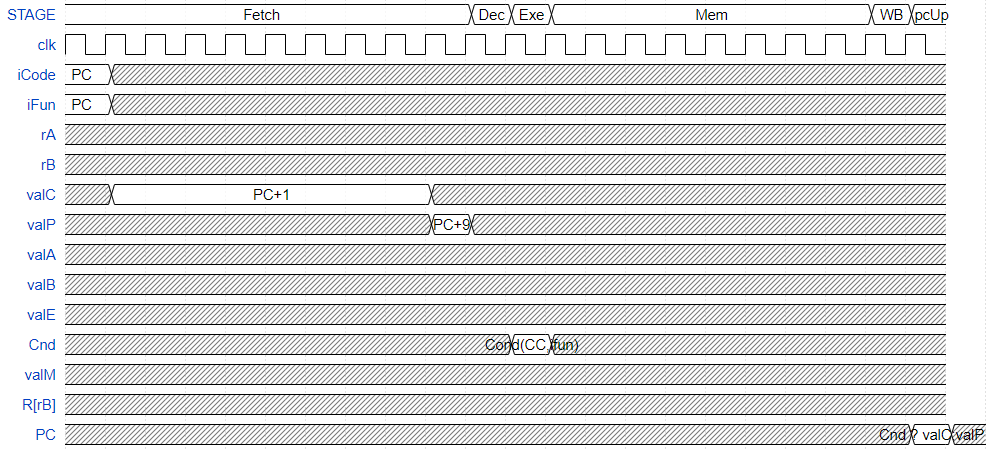 STAGE Fetch Dec Exe Mem WB pcUp
clk
iCode PC
iFun PC
rA
rB
valC PC+1
valP PC+9
valA
valB
valE
Cnd Cond(CC,ifun)
valM
R[rB]
PC Cnd ? valC:valP